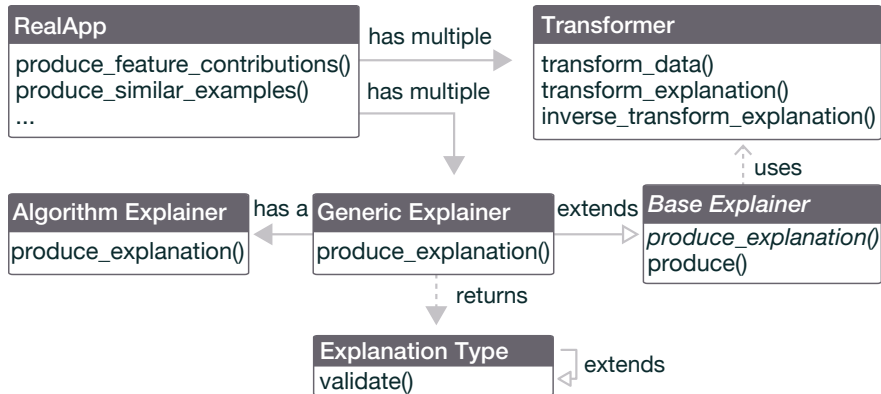 RealApp
produce_feature_contributions()
produce_similar_examples()
...
has multiple
has multiple
Transformer
transform_data()
transform_explanation()
inverse_transform_explanation()
uses
Algorithm Explainer
produce_explanation()
has a
Generic Explainer
produce_explanation()
extends
Base Explainer
produce_explanation()
produce()
returns
Explanation Type
validate()
extends